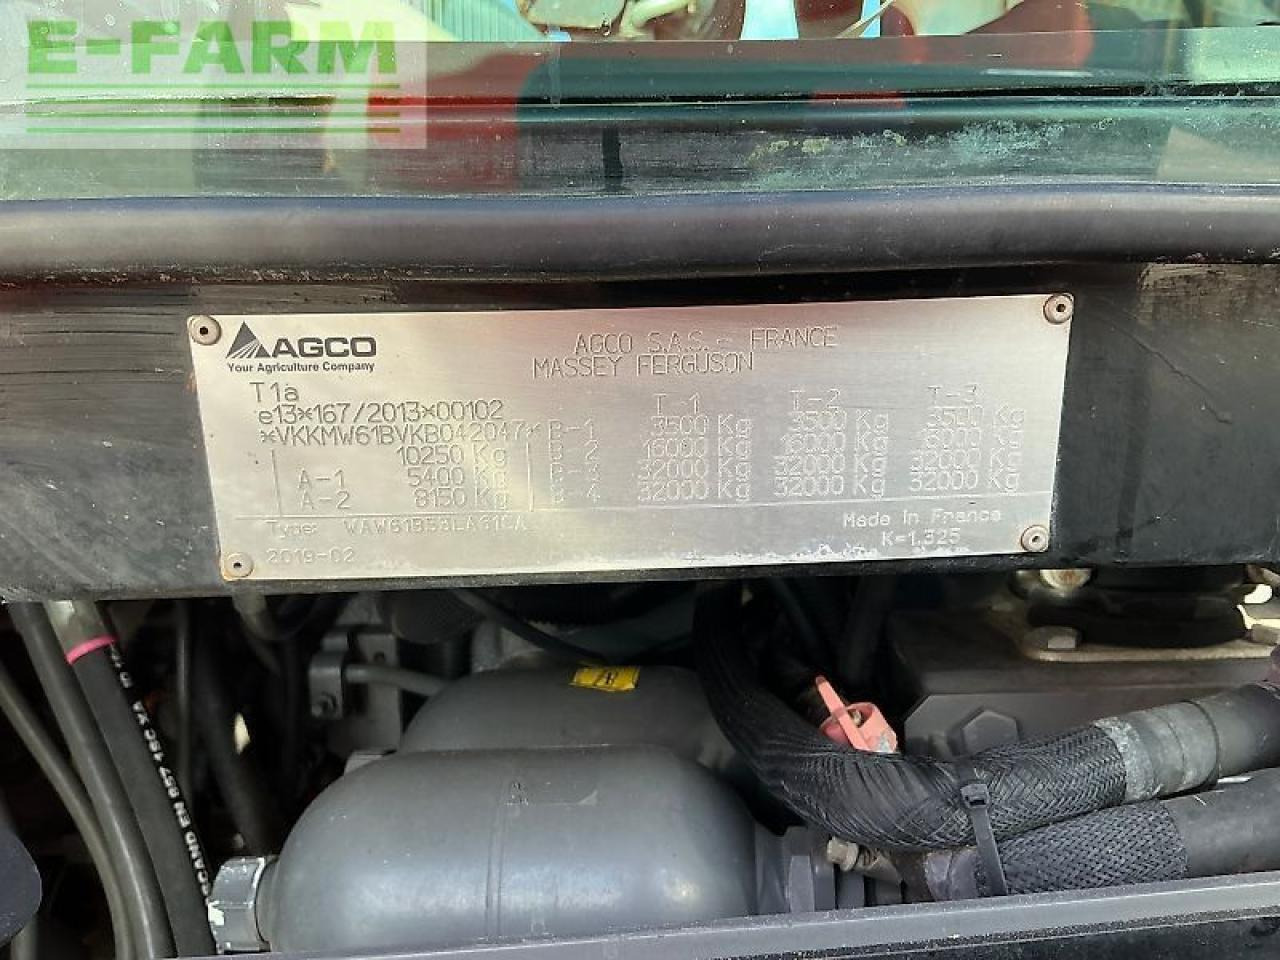 E-FARM
AGCO
Your Agriculture Company
AGCO S.A.S. - FRANCE
MASSEY FERGUSON
T1a
e13*167/2013*00102
*VKKMW61BVKB042047*
T-1 T-2 T-3
B-1 3500 Kg 3500 Kg 3500 Kg
10250 Kg B-2 16000 Kg 16000 Kg 16000 Kg
A-1 5400 Kg B-3 32000 Kg 32000 Kg 32000 Kg
A-2 8150 Kg B-4 32000 Kg 32000 Kg 32000 Kg
Type:
Made in France
2019-02
K=1.325
857 EN